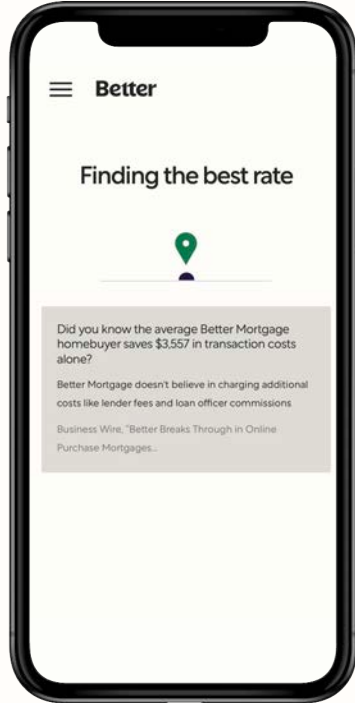 Better
Finding the best rate
Did you know the average Better Mortgage
homebuyer saves $3,557 in transaction costs
alone?
Better Mortgage doesn't believe in charging additional
costs like lender fees and loan officer commissions
Business Wire, "Better Breaks Through in Online
Purchase Mortgages...